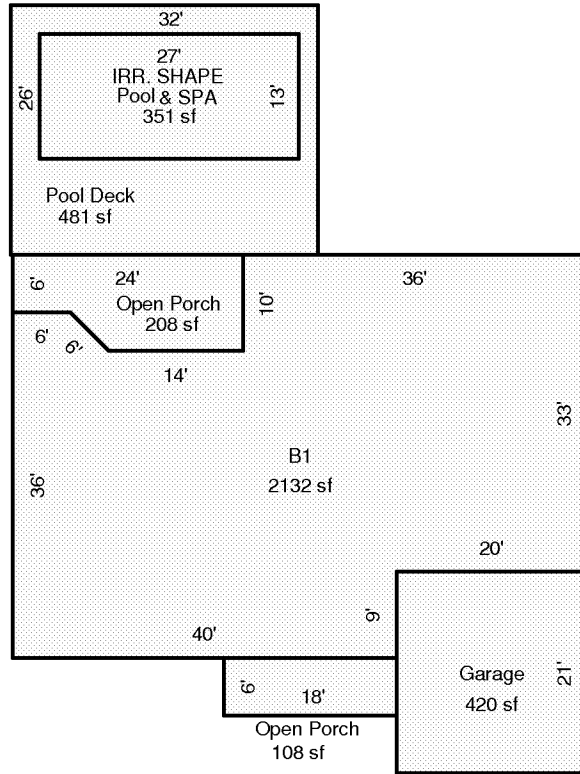 32'
27'
IRR. SHAPE
Pool & SPA
351 sf
13'
26'
Pool Deck
481 sf
6'
24'
Open Porch
208 sf
10'
36'
6'
6'
14'
33'
B1
2132 sf
36'
20'
40'
9'
6'
18'
Garage
420 sf
21'
Open Porch
108 sf